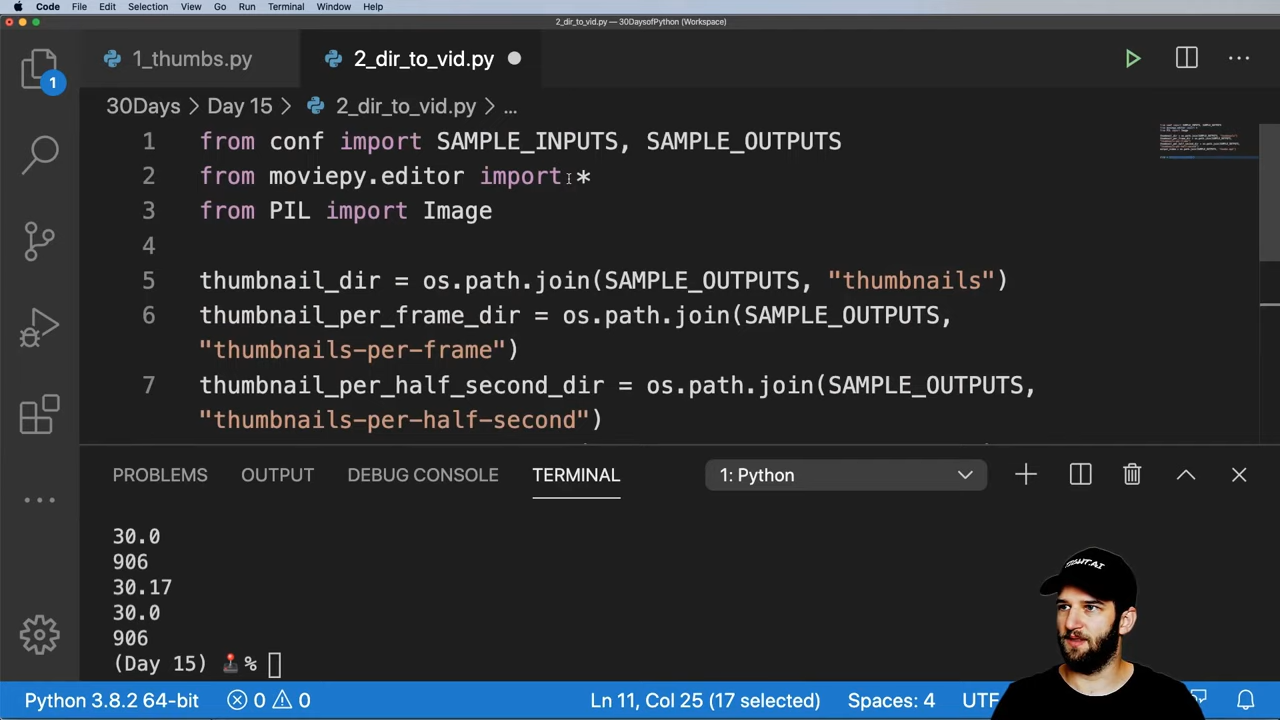 Code File Edit Selection View Go Run Terminal Window Help
2_dir_to_vid.py — 30DaysofPython (Workspace)
1_thumbs.py 2_dir_to_vid.py
1
30Days > Day 15 > 2_dir_to_vid.py > ...
1 from conf import SAMPLE_INPUTS, SAMPLE_OUTPUTS
2 from moviepy.editor import *
3 from PIL import Image
4
5 thumbnail_dir = os.path.join(SAMPLE_OUTPUTS, "thumbnails")
6 thumbnail_per_frame_dir = os.path.join(SAMPLE_OUTPUTS,
"thumbnails-per-frame")
7 thumbnail_per_half_second_dir = os.path.join(SAMPLE_OUTPUTS,
"thumbnails-per-half-second")
PROBLEMS OUTPUT DEBUG CONSOLE TERMINAL 1: Python
30.0
906
30.17
30.0
906
(Day 15) 🕹%
Python 3.8.2 64-bit 0 0 Ln 11, Col 25 (17 selected) Spaces: 4 UTF